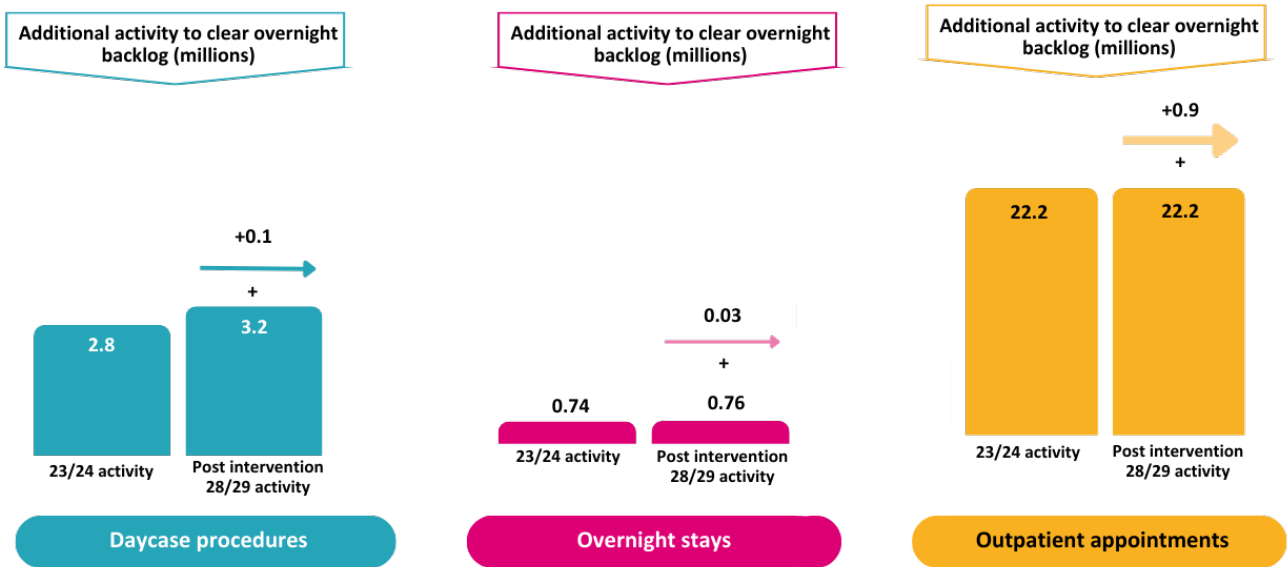 Additional activity to clear overnight
backlog (millions)
+0.1
+
2.8
3.2
23/24 activity
Post intervention
28/29 activity
Daycase procedures
Additional activity to clear overnight
backlog (millions)
0.03
+
0.74
0.76
23/24 activity
Post intervention
28/29 activity
Overnight stays
Additional activity to clear overnight
backlog (millions)
+0.9
+
22.2
22.2
23/24 activity
Post intervention
28/29 activity
Outpatient appointments